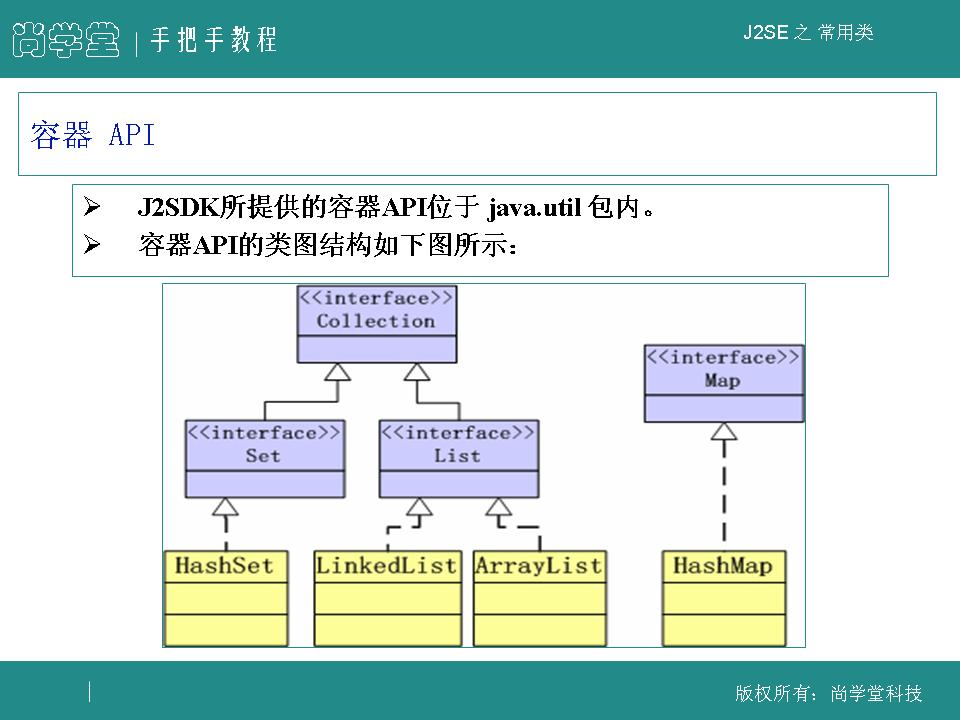 尚学堂 | 手把手教程
J2SE 之 常用类
容器 API
➢ J2SDK所提供的容器API位于 java.util 包内。
➢ 容器API的类图结构如下图所示：
<<interface>>
Collection
<<interface>>
Map
<<interface>>
Set
<<interface>>
List
HashSet
LinkedList
ArrayList
HashMap
版权所有：尚学堂科技